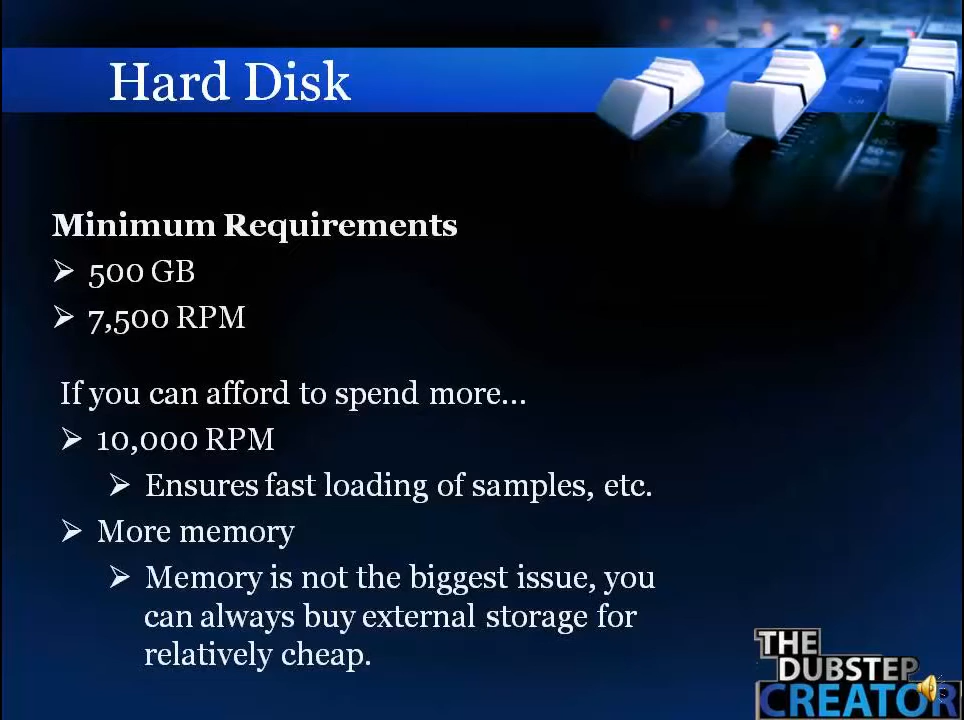 Hard Disk
Minimum Requirements
➢ 500 GB
➢ 7,500 RPM
If you can afford to spend more...
➢ 10,000 RPM
➢ Ensures fast loading of samples, etc.
➢ More memory
➢ Memory is not the biggest issue, you
can always buy external storage for
relatively cheap.
THE
DUBSTEP
CREATOR